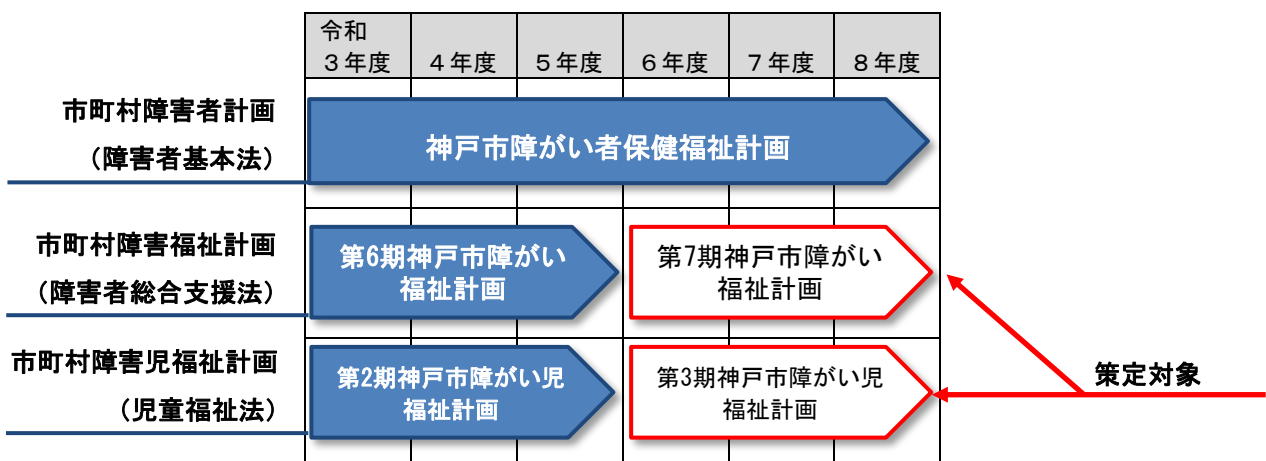 令和
3年度 4年度 5年度 6年度 7年度 8年度
市町村障害者計画
（障害者基本法）
神戸市障がい者保健福祉計画
市町村障害福祉計画
（障害者総合支援法）
第6期神戸市障がい
福祉計画
第7期神戸市障がい
福祉計画
市町村障害児福祉計画
（児童福祉法）
第2期神戸市障がい児
福祉計画
第3期神戸市障がい児
福祉計画
策定対象